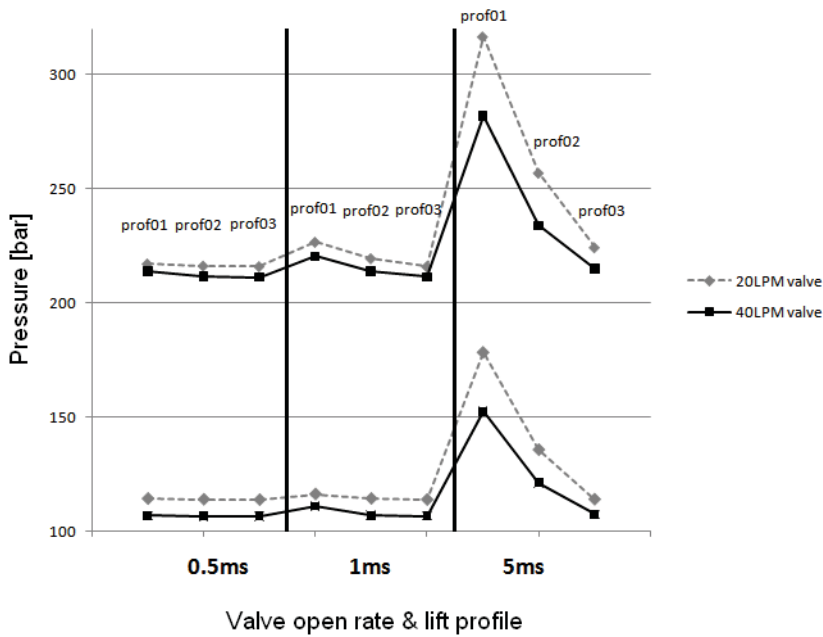 prof01
300
prof02
250
prof01 prof02 prof03 prof01 prof02 prof03 prof03
Pressure [bar]
200
150
100
20LPM valve
40LPM valve
0.5ms 1ms 5ms
Valve open rate & lift profile